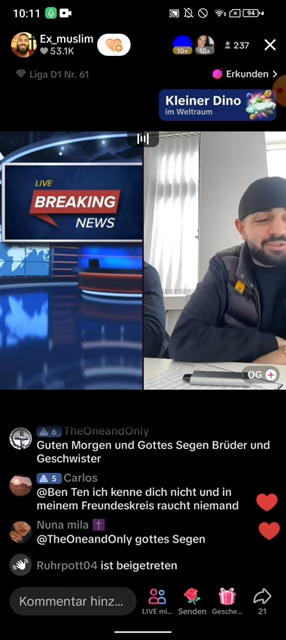 10:11
94
Ex_muslim
53.1K
10+
10+
237
Liga D1 Nr. 61
Erkunden
Kleiner Dino
im Weltraum
LIVE
BREAKING
NEWS
OG
6 TheOneandOnly
Guten Morgen und Gottes Segen Brüder und
Geschwister
5 Carlos
@Ben Ten ich kenne dich nicht und in
meinem Freundeskreis raucht niemand
Nuna mila
@TheOneandOnly gottes Segen
Ruhrpott04 ist beigetreten
Kommentar hinz...
LIVE mi...
Senden
Gesche...
21